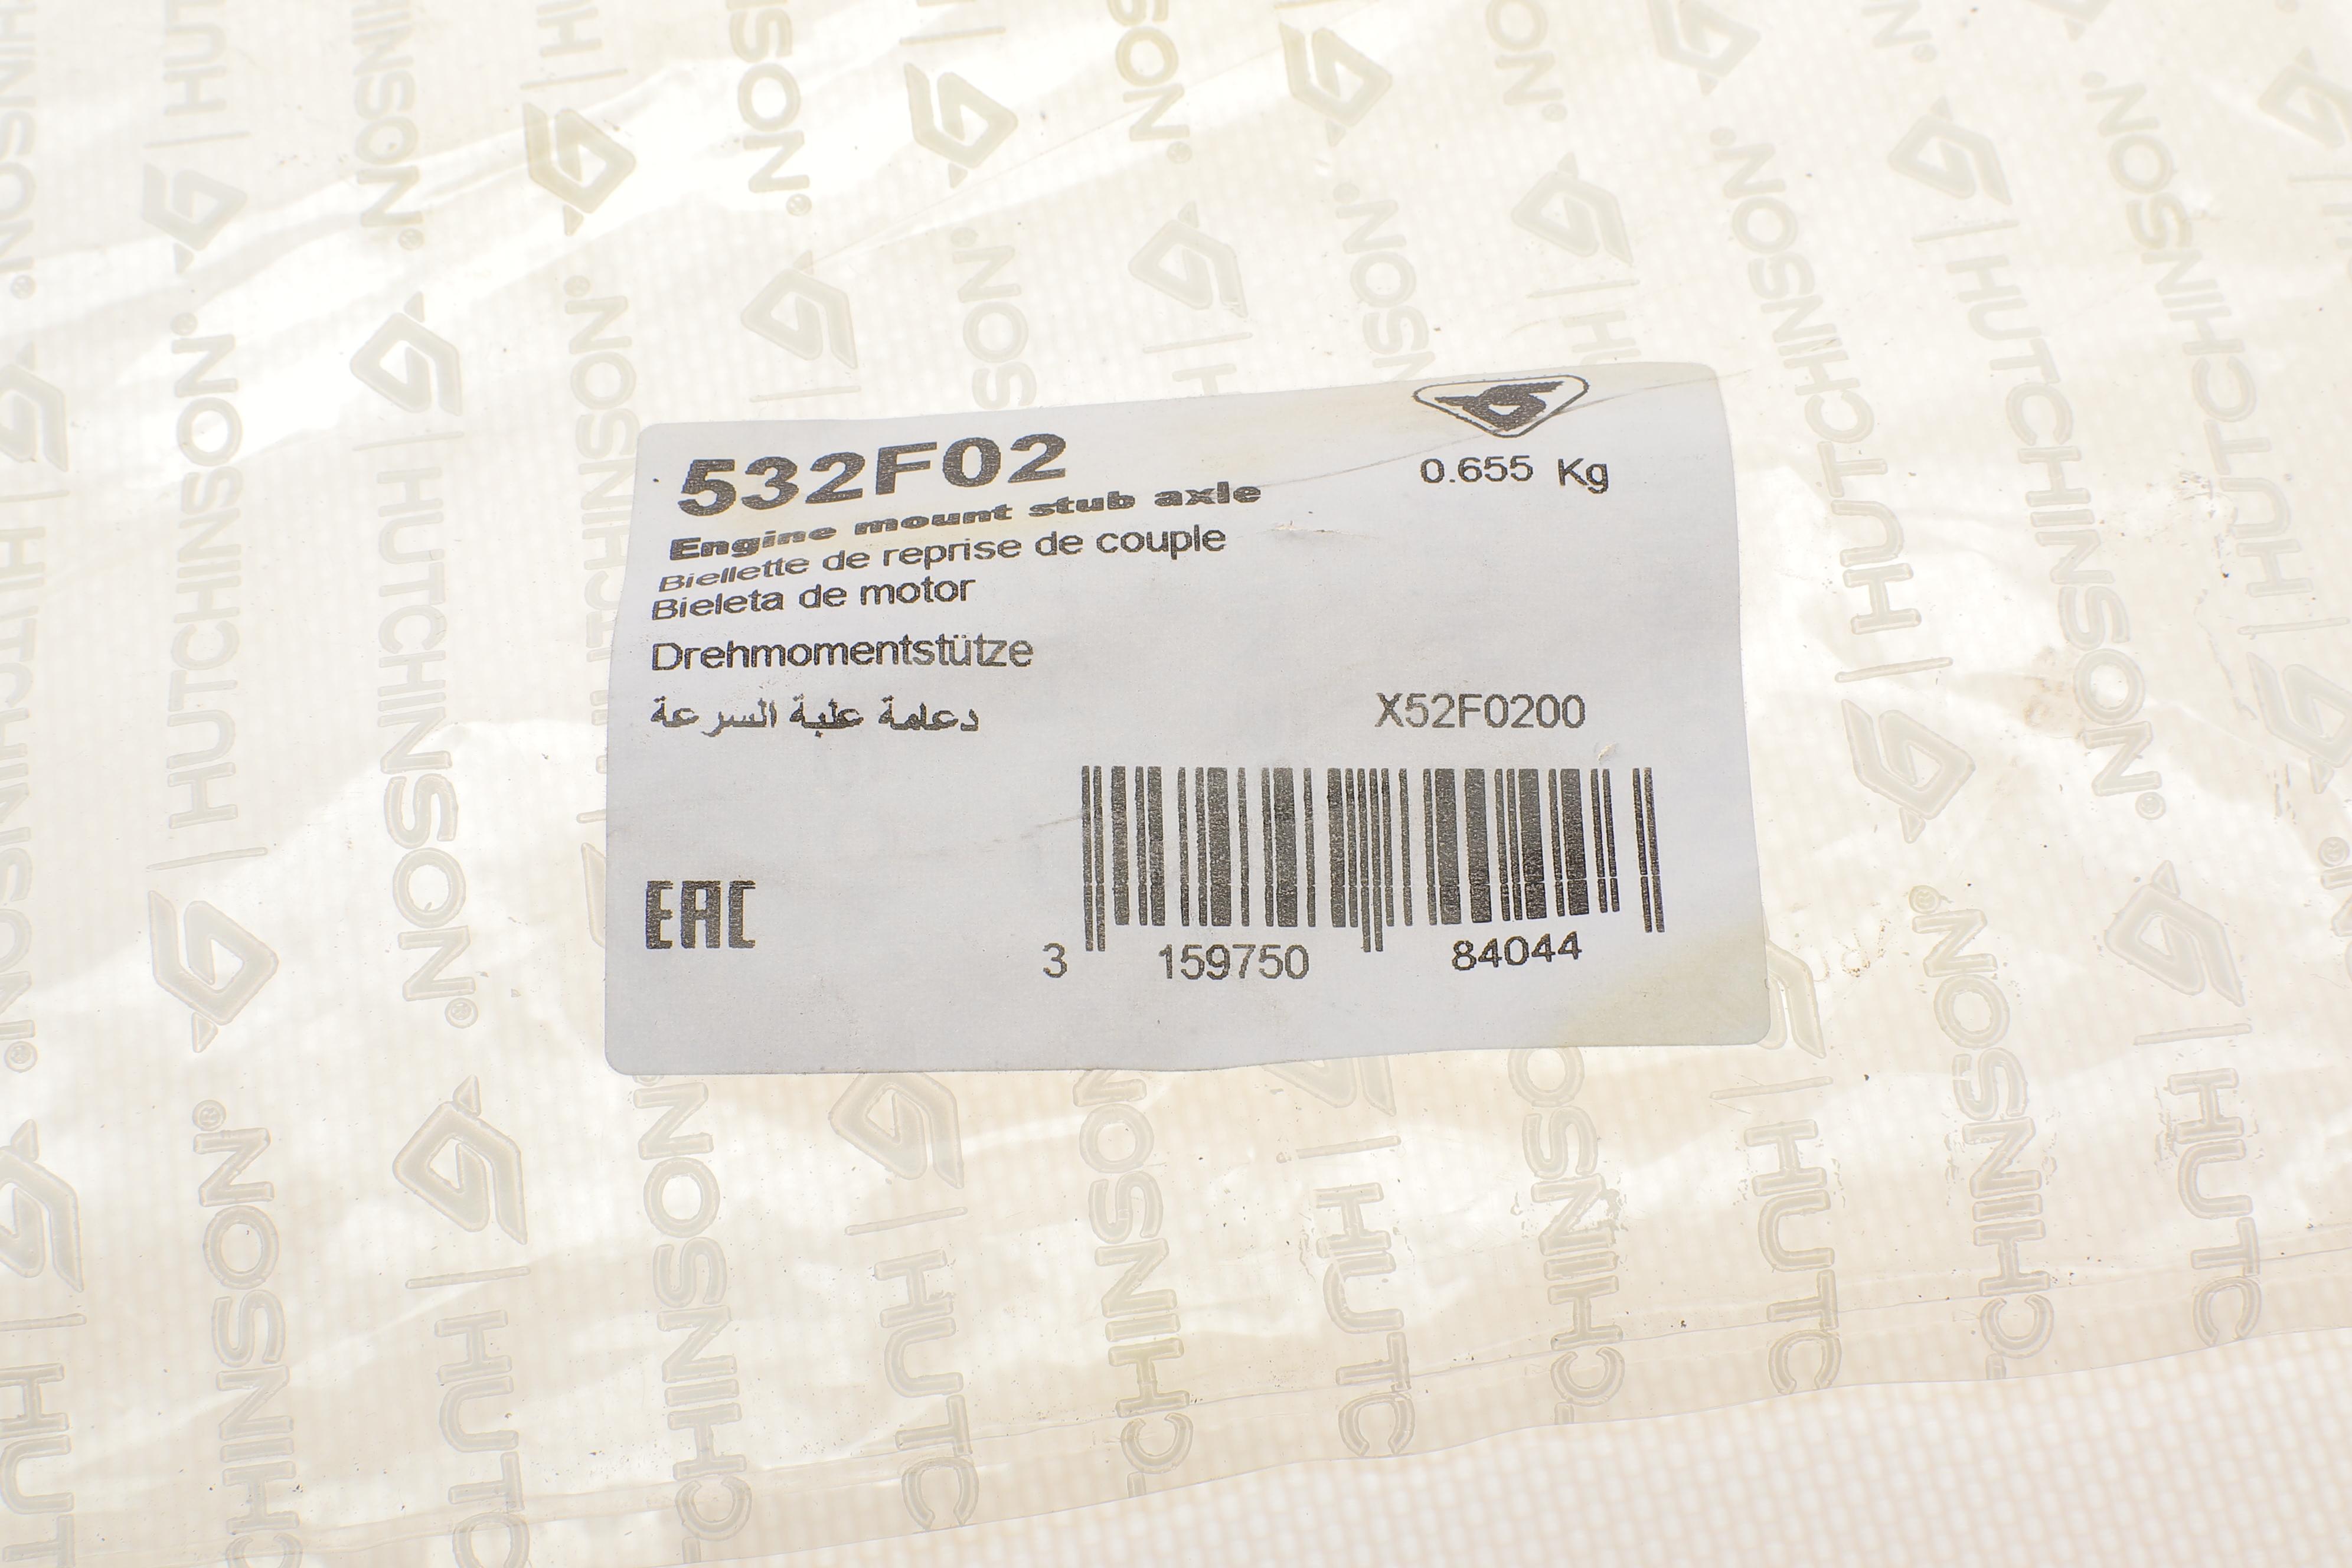 532F02
0.655 Kg
Engine mount stub axle
Biellette de reprise de couple
Bieleta de motor
Drehmomentstütze
دعامة علبة السرعة
X52F0200
EAC
3 159750 84044
HUTCHINSON®